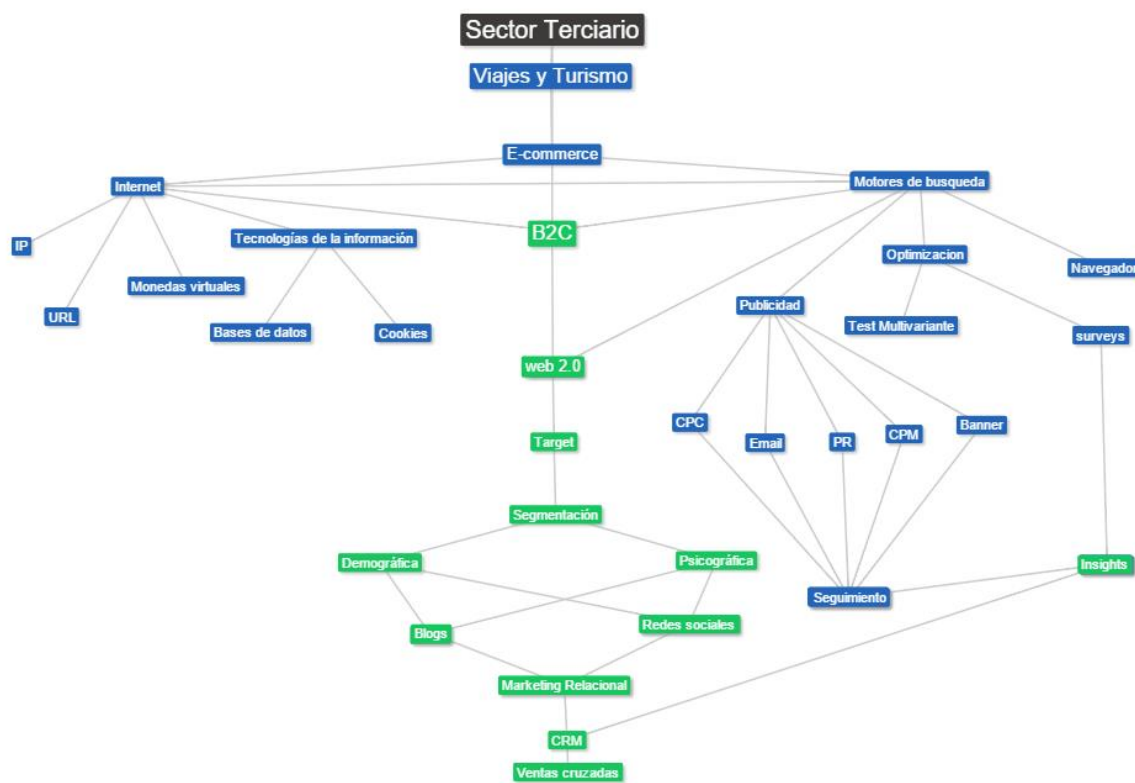 Sector Terciario
Viajes y Turismo
E-commerce
Internet
Motores de busqueda
IP
Tecnologías de la información
B2C
Optimizacion
Navegador
Monedas virtuales
URL
Publicidad
Bases de datos
Cookies
Test Multivariante
surveys
web 2.0
CPC
Email
PR
CPM
Banner
Target
Segmentación
Demográfica
Psicográfica
Insights
Seguimiento
Blogs
Redes sociales
Marketing Relacional
CRM
Ventas cruzadas